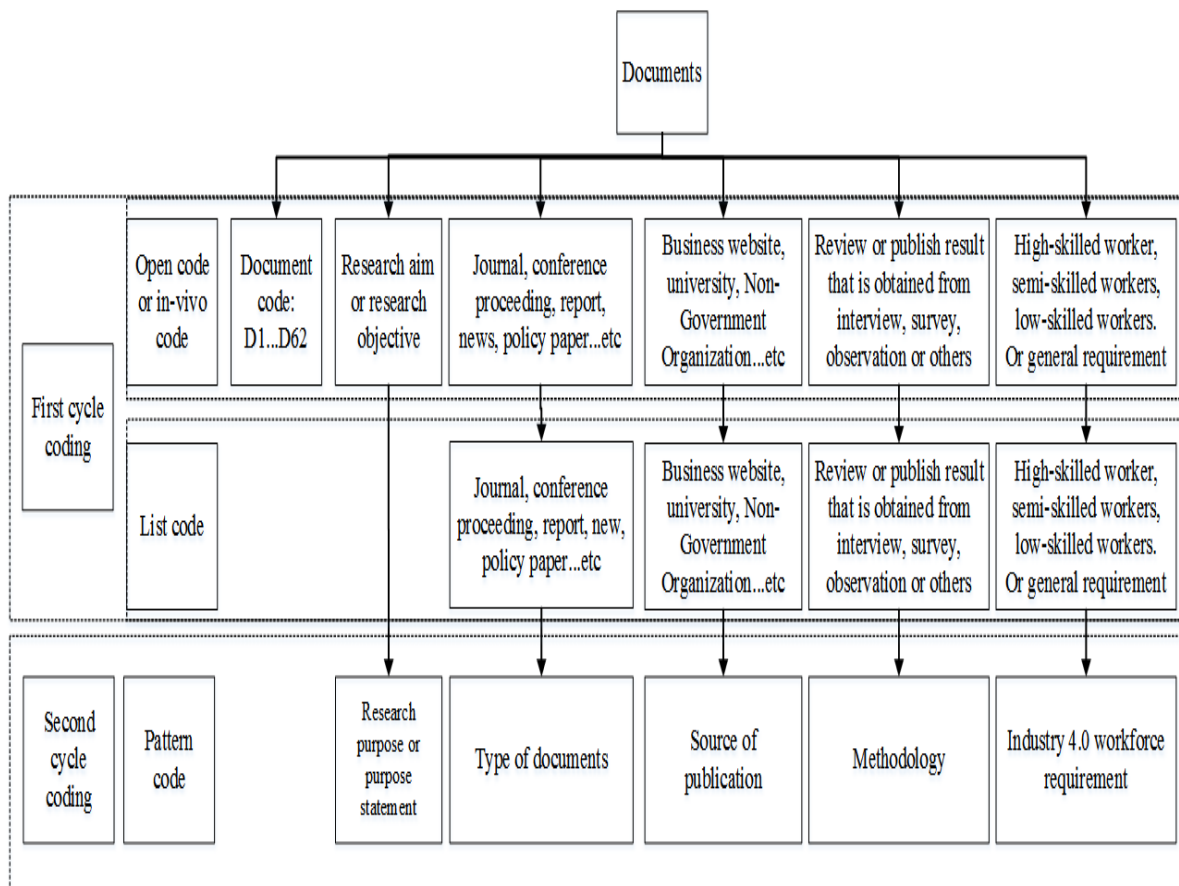 Documents
Open code
or in-vivo
code
Document
code:
D1...D62
Research aim
or research
objective
Journal, conference
proceeding, report,
news, policy paper...etc
Business website,
university, Non-
Government
Organization...etc
Review or publish result
that is obtained from
interview, survey,
observation or others
High-skilled worker,
semi-skilled workers,
low-skilled workers.
Or general requirement
First cycle
coding
List code
Journal, conference
proceeding, report, new,
policy paper...etc
Business website,
university, Non-
Government
Organization...etc
Review or publish result
that is obtained from
interview, survey,
observation or others
High-skilled worker,
semi-skilled workers,
low-skilled workers.
Or general requirement
Second
cycle
coding
Pattern
code
Research
purpose or
purpose
statement
Type of documents
Source of
publication
Methodology
Industry 4.0 workforce
requirement